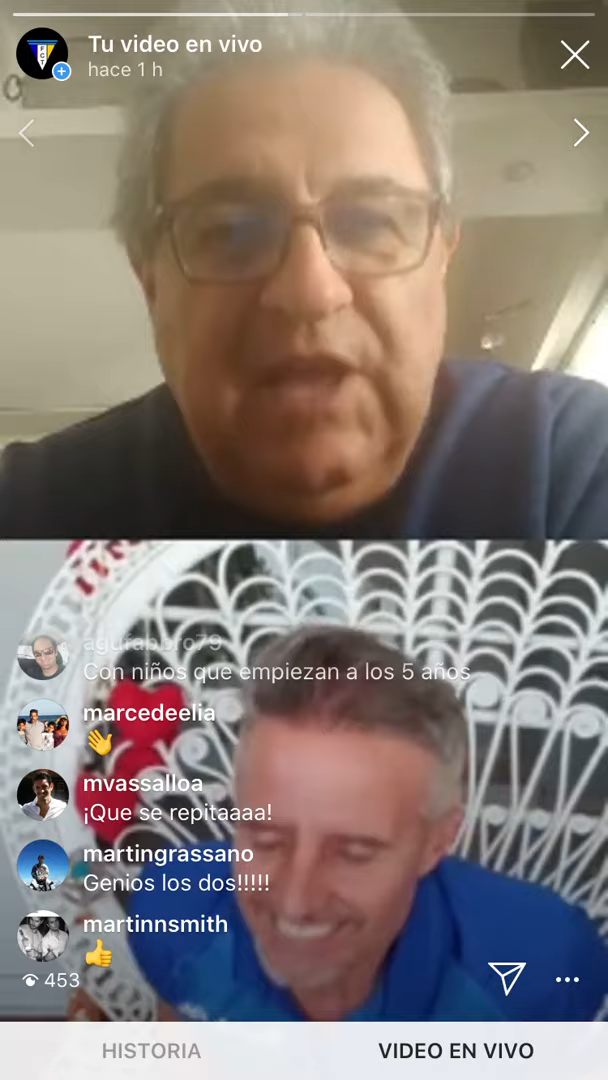 Tu video en vivo
hace 1 h
agufabbro79
Con niños que empiezan a los 5 años
marcedeelia
👋
mvassalloa
¡Que se repitaaaa!
martingrassano
Genios los dos!!!!!
martinnsmith
👍
453
HISTORIA
VIDEO EN VIVO